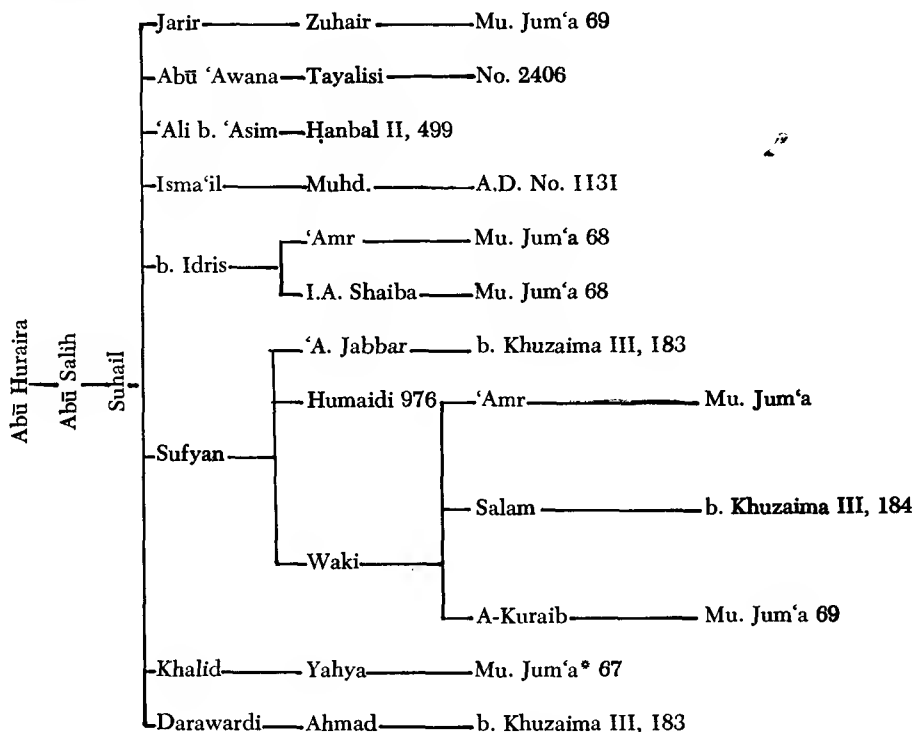 Jarir Zuhair Mu. Jum‘a 69
Abū ‘Awana Tayalisi No. 2406
‘Ali b. ‘Asim Ḥanbal II, 499
Isma‘il Muhd. A.D. No. 1131
‘Amr Mu. Jum‘a 68
b. Idris
I.A. Shaiba Mu. Jum‘a 68
‘A. Jabbar b. Khuzaima III, 183
Abū Huraira Abū Salih Suhail
Humaidi 976 ‘Amr Mu. Jum‘a
Sufyan
Salam b. Khuzaima III, 184
Waki
A-Kuraib Mu. Jum‘a 69
Khalid Yahya Mu. Jum‘a* 67
Darawardi Ahmad b. Khuzaima III, 183